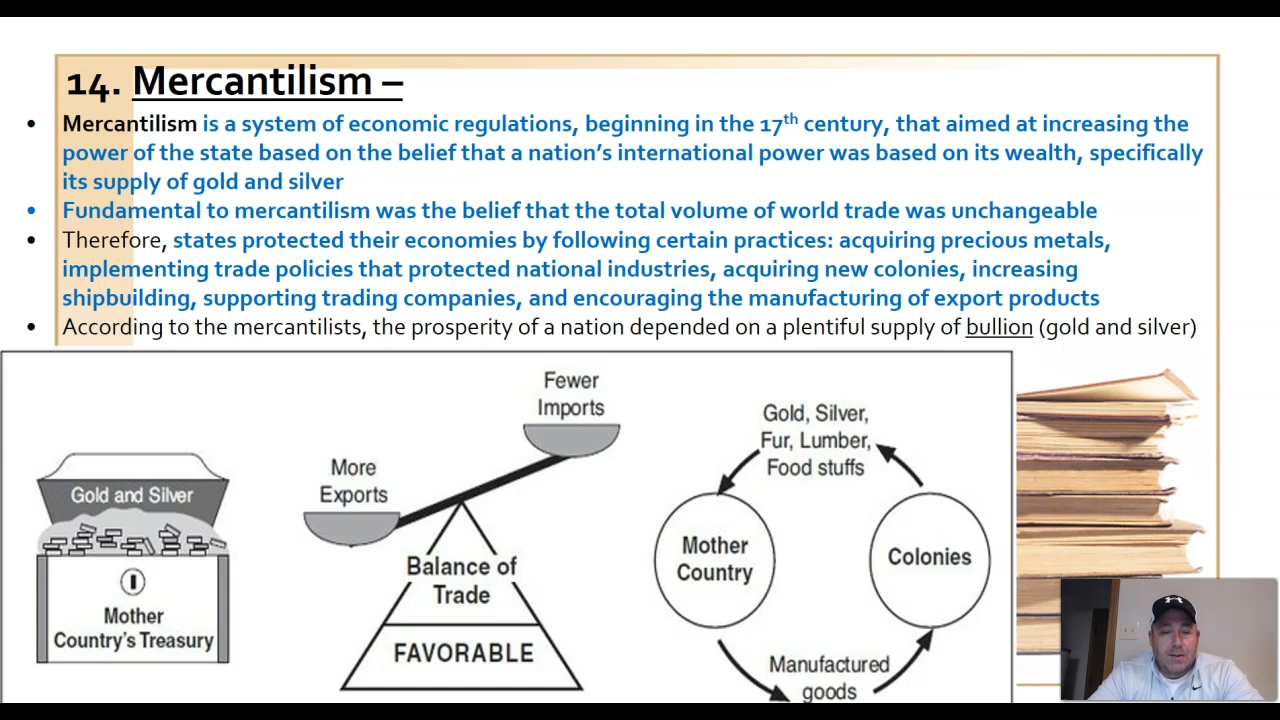 14. Mercantilism –
• Mercantilism is a system of economic regulations, beginning in the 17th century, that aimed at increasing the
power of the state based on the belief that a nation's international power was based on its wealth, specifically
its supply of gold and silver
• Fundamental to mercantilism was the belief that the total volume of world trade was unchangeable
• Therefore, states protected their economies by following certain practices: acquiring precious metals,
implementing trade policies that protected national industries, acquiring new colonies, increasing
shipbuilding, supporting trading companies, and encouraging the manufacturing of export products
• According to the mercantilists, the prosperity of a nation depended on a plentiful supply of bullion (gold and silver)
Gold and Silver
Mother
Country's Treasury
More
Exports
Fewer
Imports
Balance of
Trade
FAVORABLE
Gold, Silver,
Fur, Lumber,
Food stuffs
Mother
Country
Colonies
Manufactured
goods